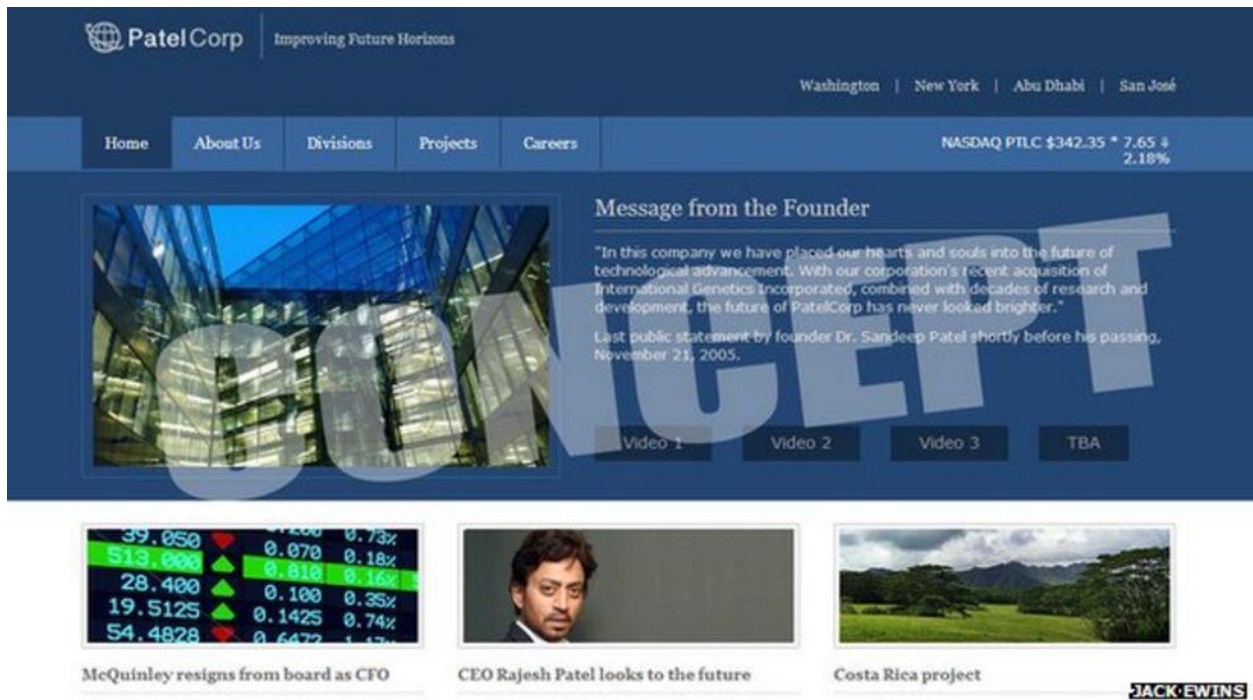 PatelCorp
Improving Future Horizons
Washington | New York | Abu Dhabi | San José
Home
About Us
Divisions
Projects
Careers
NASDAQ PTLC $342.35 * 7.65 ⇩
2.18%
Message from the Founder
"In this company we have placed our hearts and souls into the future of
technological advancement. With our corporation's recent acquisition of
International Genetics Incorporated, combined with decades of research and
development, the future of PatelCorp has never looked brighter."
Last public statement by founder Dr. Sandeep Patel shortly before his passing,
November 21, 2005.
CONCEPT
Video 1
Video 2
Video 3
TBA
39.050 0.73%
513.000 0.070 0.18%
28.400 0.810 0.16%
19.5125 0.100 0.35%
54.4828 0.1425 0.74%
McQuinley resigns from board as CFO
CEO Rajesh Patel looks to the future
Costa Rica project
JACK EWINS